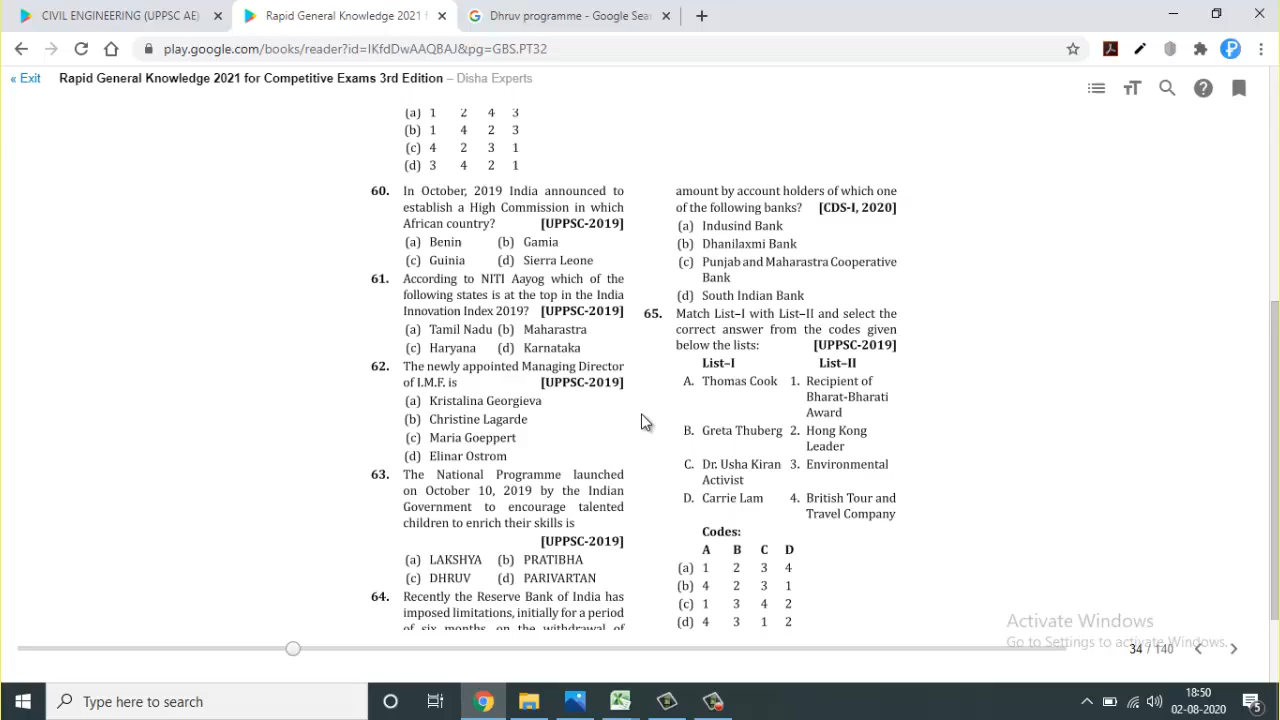 CIVIL ENGINEERING (UPPSC AE)
Rapid General Knowledge 2021 f
Dhruv programme - Google Sea
play.google.com/books/reader?id=IKfdDwAAQBAJ&pg=GBS.PT32
« Exit Rapid General Knowledge 2021 for Competitive Exams 3rd Edition – Disha Experts
(a) 1 2 4 3
(b) 1 4 2 3
(c) 4 2 3 1
(d) 3 4 2 1
60. In October, 2019 India announced to
establish a High Commission in which
African country? [UPPSC-2019]
(a) Benin (b) Gamia
(c) Guinia (d) Sierra Leone
61. According to NITI Aayog which of the
following states is at the top in the India
Innovation Index 2019? [UPPSC-2019]
(a) Tamil Nadu (b) Maharastra
(c) Haryana (d) Karnataka
62. The newly appointed Managing Director
of I.M.F. is [UPPSC-2019]
(a) Kristalina Georgieva
(b) Christine Lagarde
(c) Maria Goeppert
(d) Elinar Ostrom
63. The National Programme launched
on October 10, 2019 by the Indian
Government to encourage talented
children to enrich their skills is
[UPPSC-2019]
(a) LAKSHYA (b) PRATIBHA
(c) DHRUV (d) PARIVARTAN
64. Recently the Reserve Bank of India has
imposed limitations, initially for a period
of six months, on the withdrawal of
amount by account holders of which one
of the following banks? [CDS-I, 2020]
(a) Indusind Bank
(b) Dhanilaxmi Bank
(c) Punjab and Maharastra Cooperative
Bank
(d) South Indian Bank
65. Match List–I with List–II and select the
correct answer from the codes given
below the lists: [UPPSC-2019]
List–I List–II
A. Thomas Cook 1. Recipient of
Bharat-Bharati
Award
B. Greta Thuberg 2. Hong Kong
Leader
C. Dr. Usha Kiran 3. Environmental
Activist
D. Carrie Lam 4. British Tour and
Travel Company
Codes:
A B C D
(a) 1 2 3 4
(b) 4 2 3 1
(c) 1 3 4 2
(d) 4 3 1 2
Activate Windows
Go to Settings to activate Windows.
34 / 140
Type here to search
18:50
02-08-2020
5